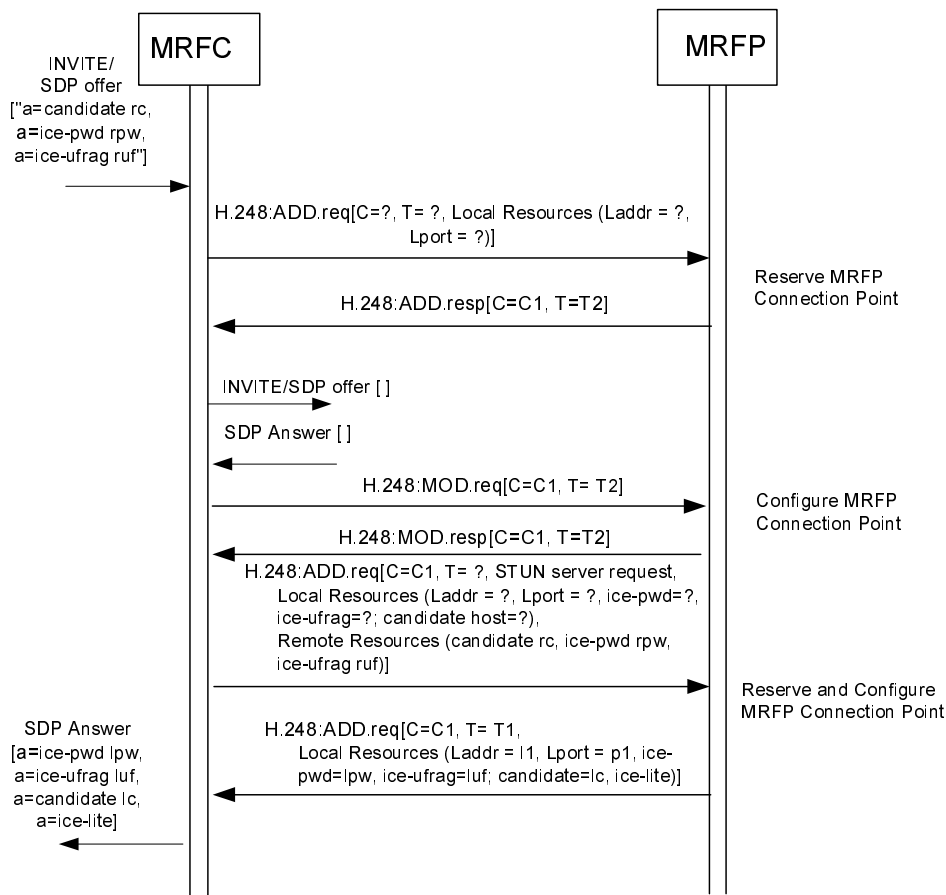 MRFC
MRFP
INVITE/
SDP offer
["a=candidate rc,
a=ice-pwd rpw,
a=ice-ufrag ruf"]
H.248:ADD.req[C=?, T= ?, Local Resources (Laddr = ?,
Lport = ?)]
Reserve MRFP
Connection Point
H.248:ADD.resp[C=C1, T=T2]
INVITE/SDP offer [ ]
SDP Answer [ ]
H.248:MOD.req[C=C1, T= T2]
Configure MRFP
Connection Point
H.248:MOD.resp[C=C1, T=T2]
H.248:ADD.req[C=C1, T= ?, STUN server request,
Local Resources (Laddr = ?, Lport = ?, ice-pwd=?,
ice-ufrag=?; candidate host=?),
Remote Resources (candidate rc, ice-pwd rpw,
ice-ufrag ruf)]
Reserve and Configure
MRFP Connection Point
H.248:ADD.req[C=C1, T= T1,
Local Resources (Laddr = l1, Lport = p1, ice-
pwd=lpw, ice-ufrag=luf; candidate=lc, ice-lite)]
SDP Answer
[a=ice-pwd lpw,
a=ice-ufrag luf,
a=candidate lc,
a=ice-lite]